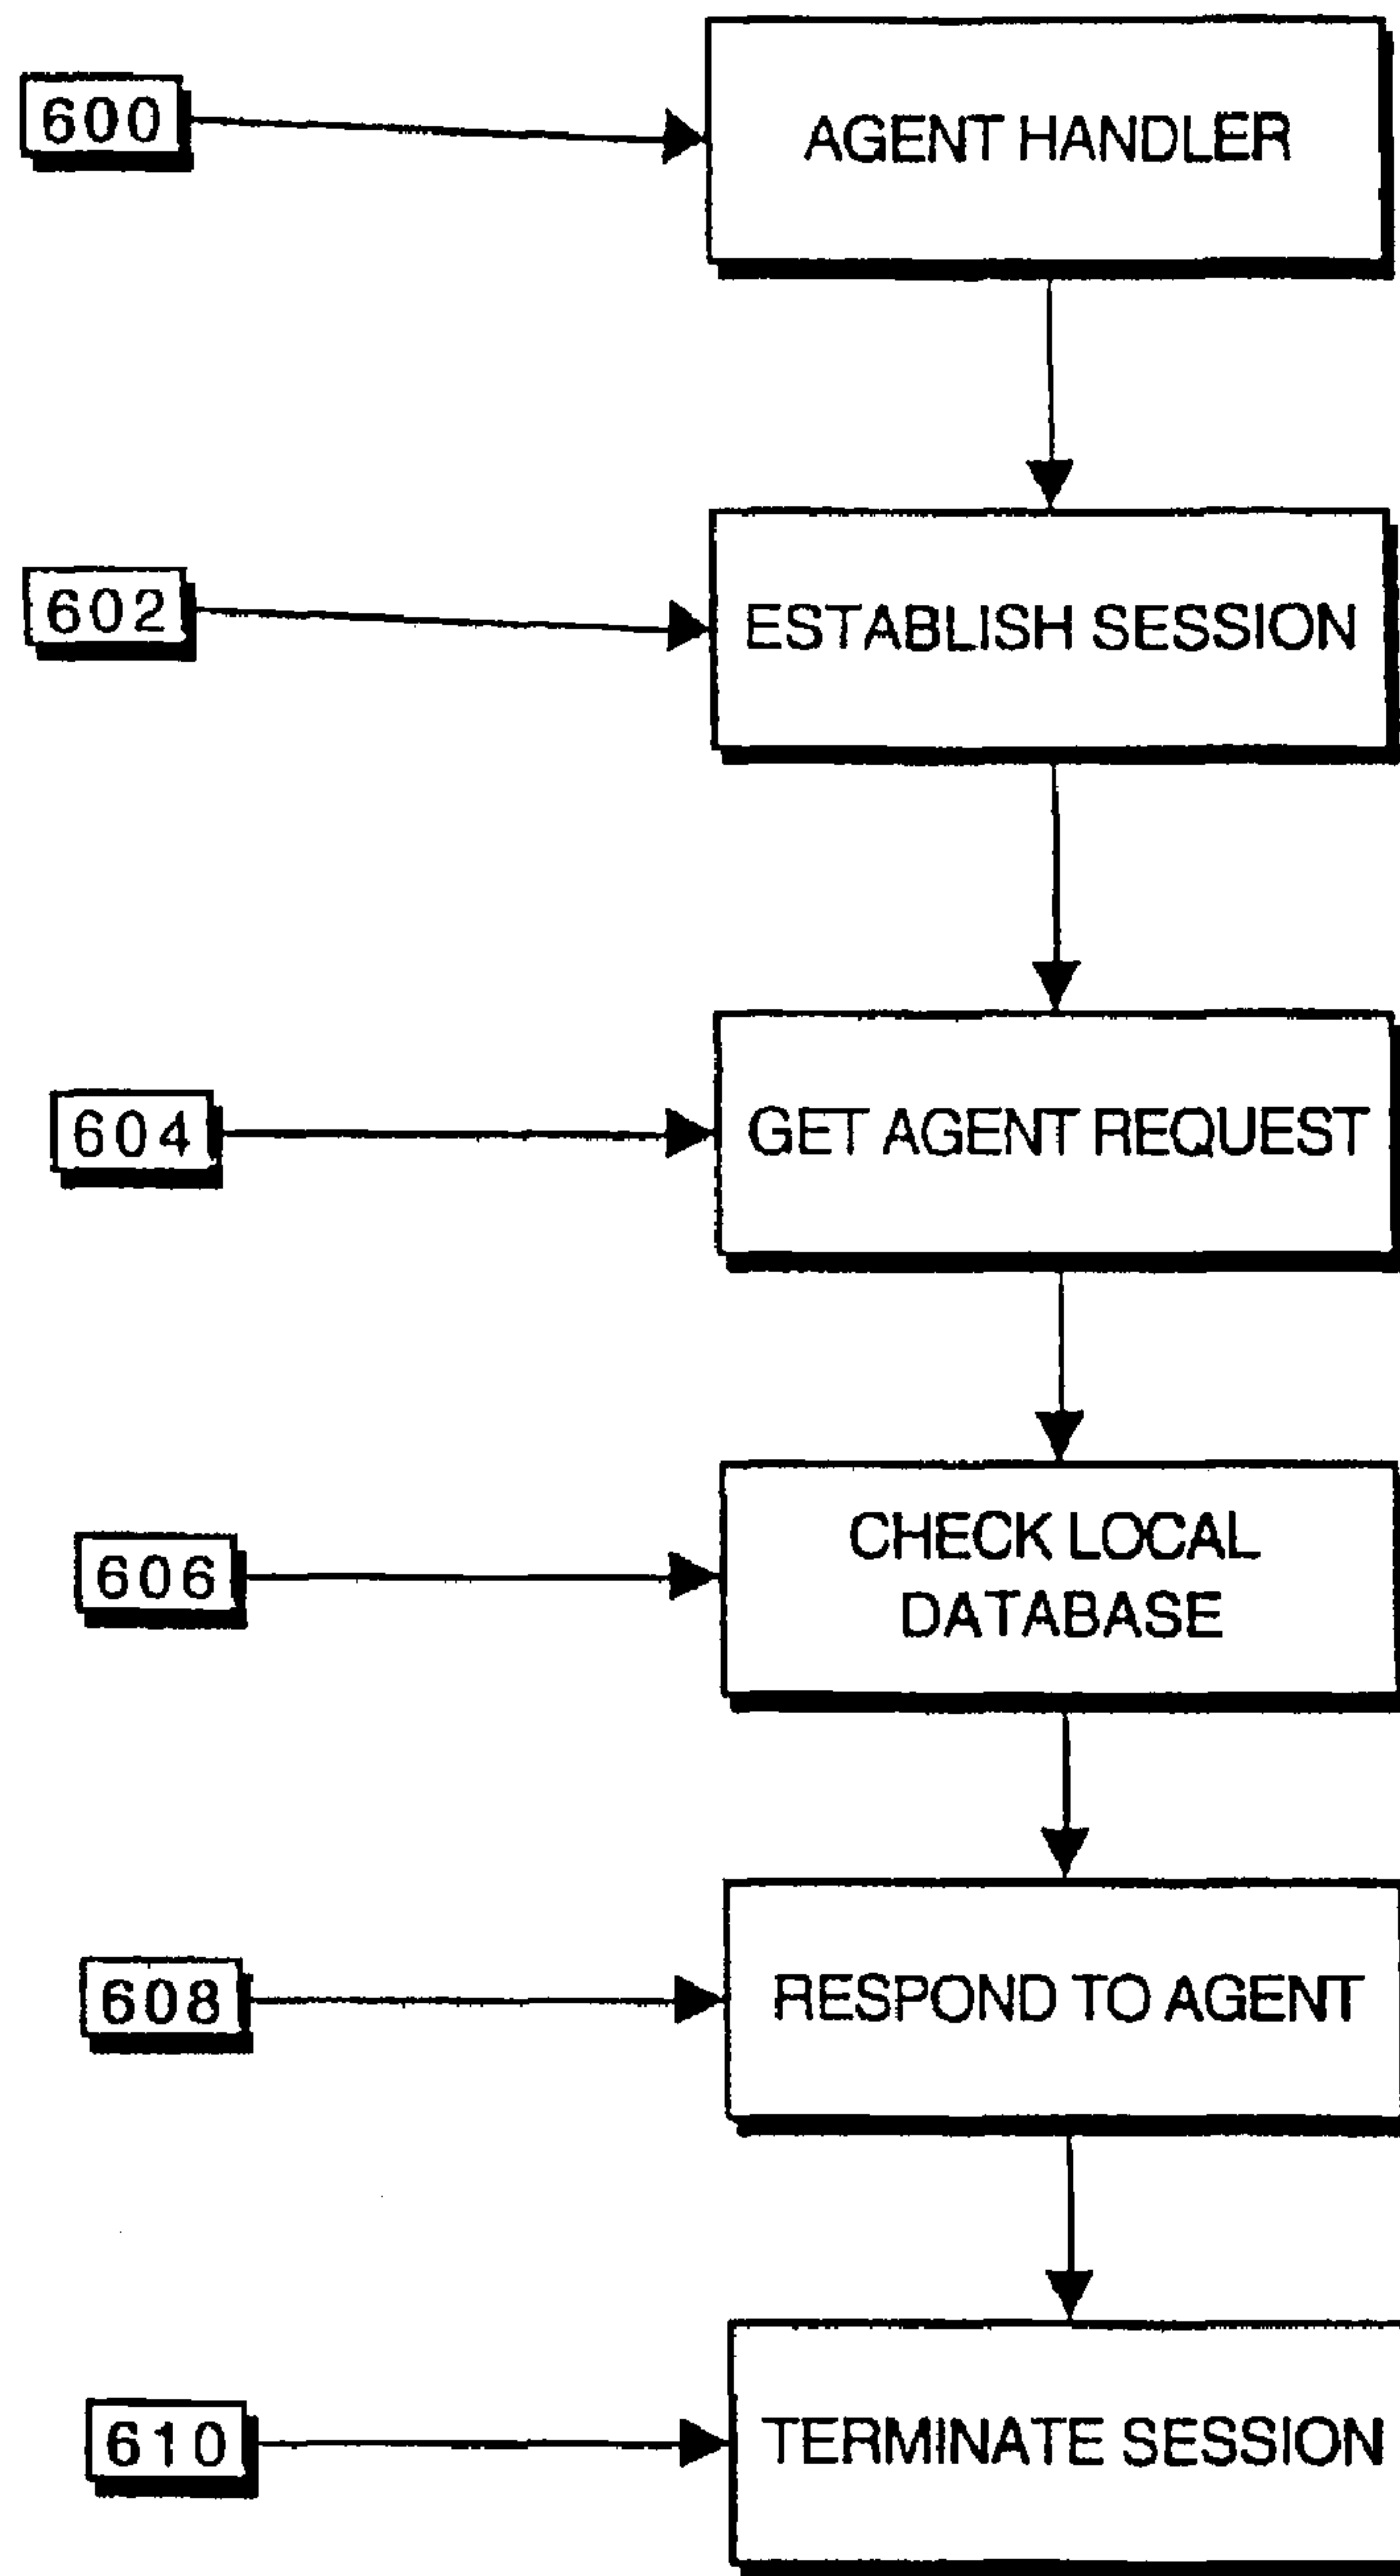 600
AGENT HANDLER
602
ESTABLISH SESSION
604
GET AGENT REQUEST
606
CHECK LOCAL
DATABASE
608
RESPOND TO AGENT
610
TERMINATE SESSION